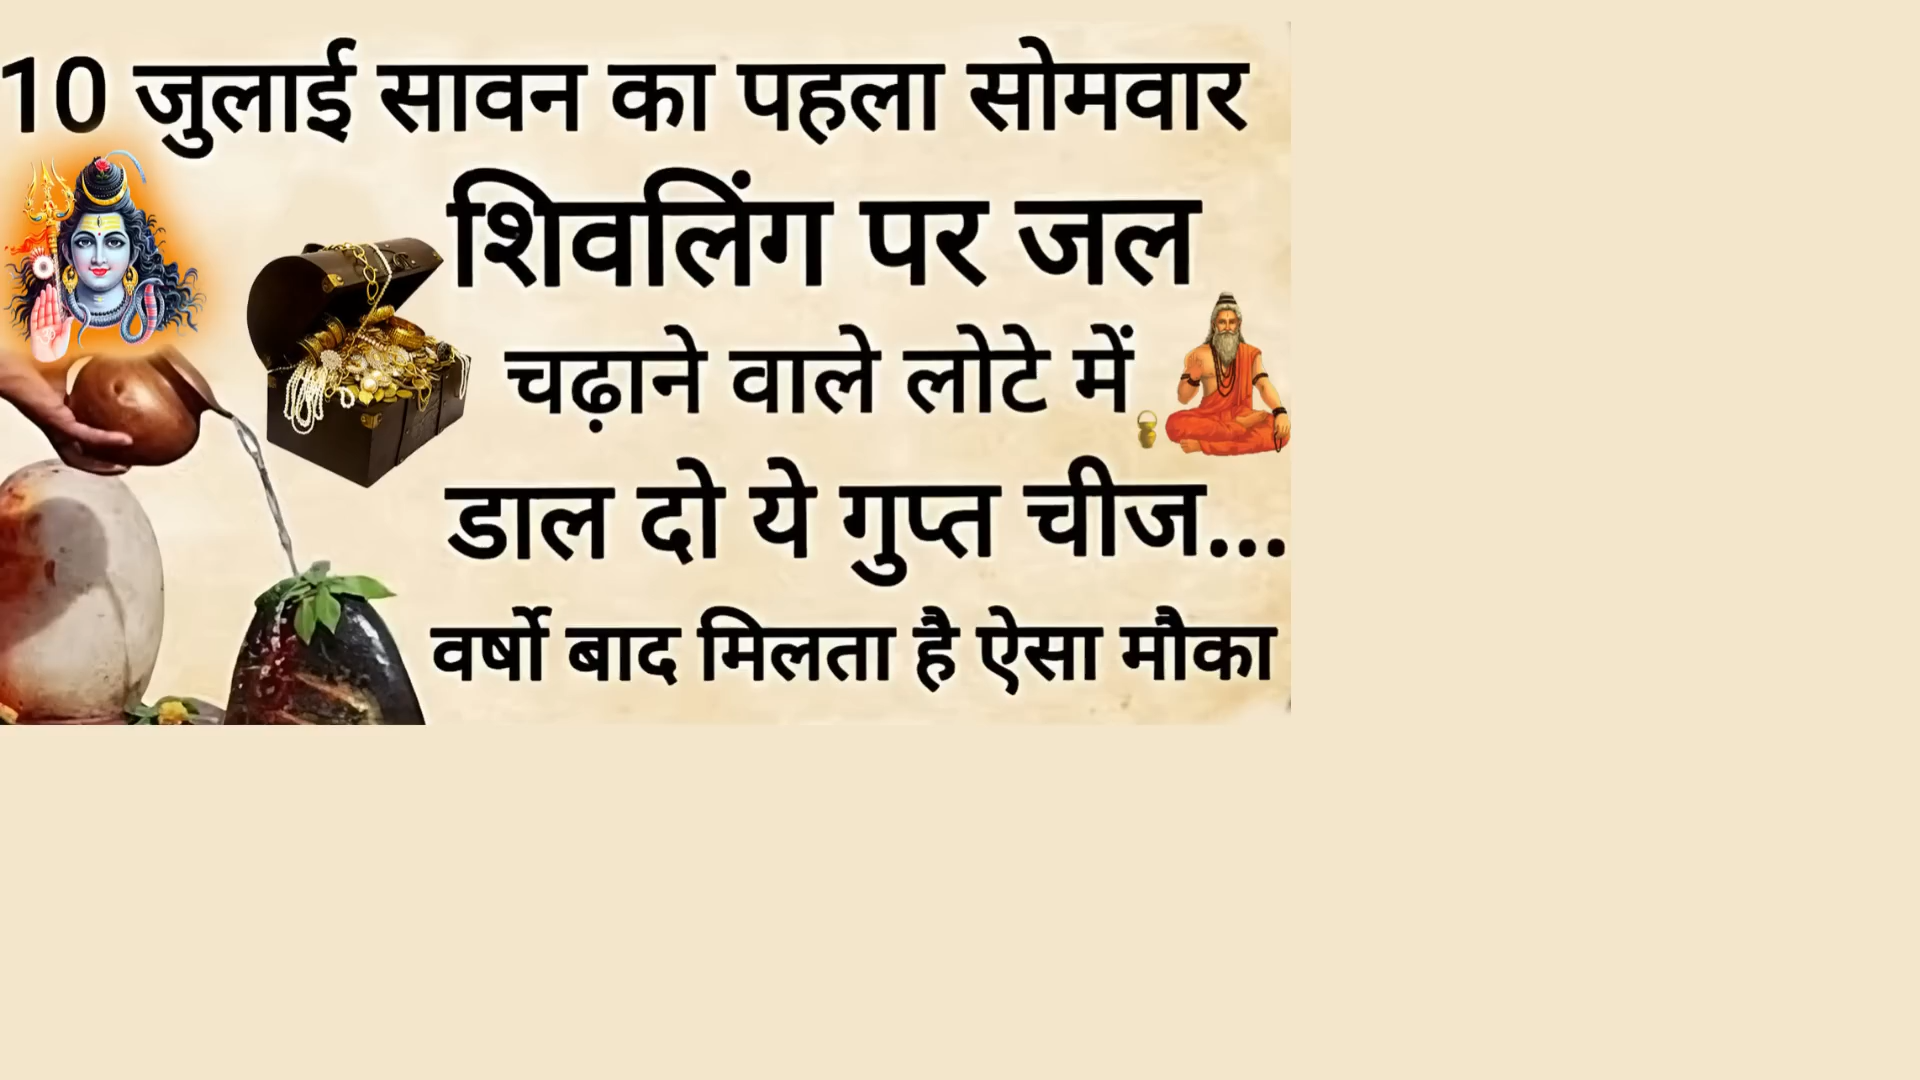 10 जुलाई सावन का पहला सोमवार
शिवलिंग पर जल
चढ़ाने वाले लोटे में
डाल दो ये गुप्त चीज...
वर्षो बाद मिलता है ऐसा मौका